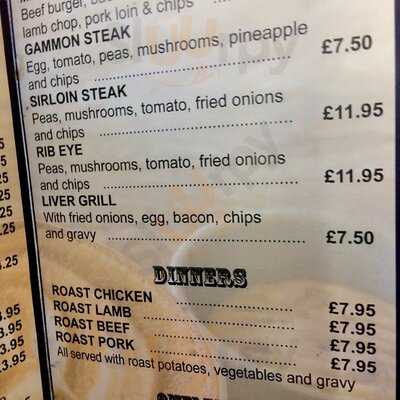 Beef burger,
lamb chop, pork loin & chips
GAMMON STEAK
Egg, tomato, peas, mushrooms, pineapple
and chips £7.50
SIRLOIN STEAK
Peas, mushrooms, tomato, fried onions
and chips £11.95
RIB EYE
Peas, mushrooms, tomato, fried onions
and chips £11.95
LIVER GRILL
With fried onions, egg, bacon, chips
and gravy £7.50
DINNERS
ROAST CHICKEN £7.95
ROAST LAMB £7.95
ROAST BEEF £7.95
ROAST PORK £7.95
All served with roast potatoes, vegetables and gravy